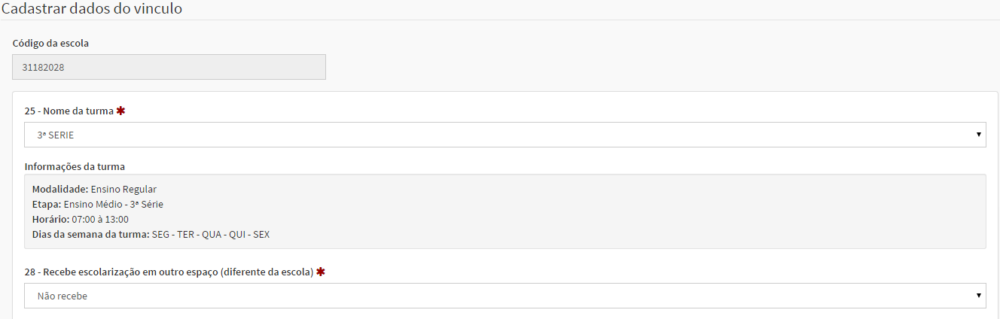 Cadastrar dados do vinculo
Código da escola
31182028
25 - Nome da turma ✱
3ª SERIE
Informações da turma
Modalidade: Ensino Regular
Etapa: Ensino Médio - 3ª Série
Horário: 07:00 à 13:00
Dias da semana da turma: SEG - TER - QUA - QUI - SEX
28 - Recebe escolarização em outro espaço (diferente da escola) ✱
Não recebe